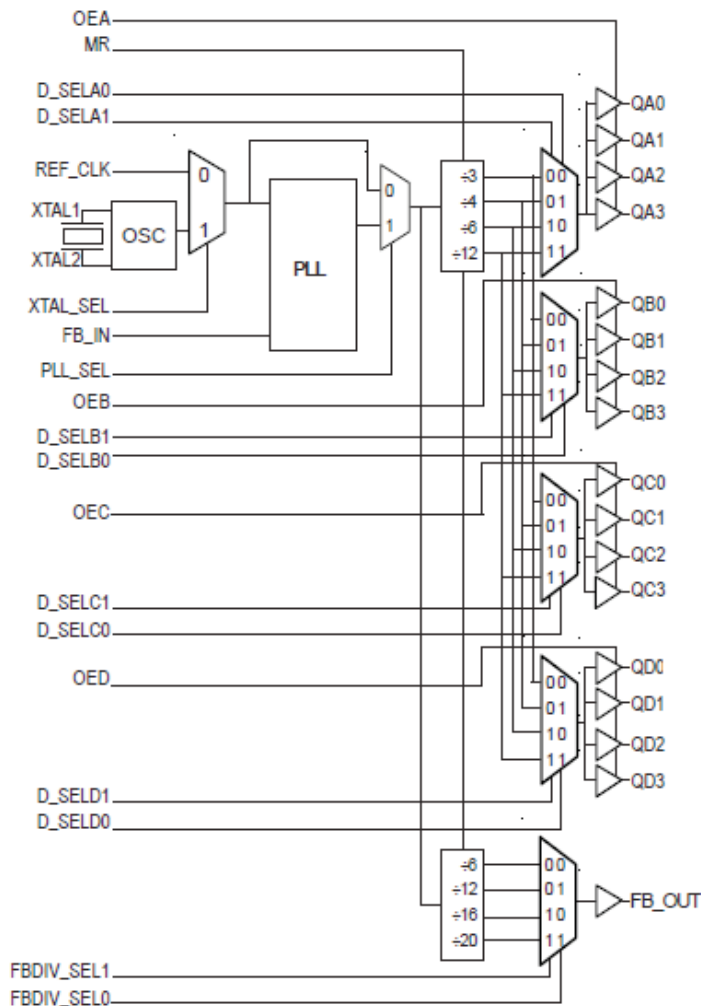 OEA
MR
D_SELA0
D_SELA1
REF_CLK
XTAL1
OSC
XTAL2
0
1
XTAL_SEL
FB_IN
PLL_SEL
PLL
0
1
÷3
÷4
÷6
÷12
00
01
10
11
QA0
QA1
QA2
QA3
OEB
D_SELB1
D_SELB0
00
01
10
11
QB0
QB1
QB2
QB3
OEC
D_SELC1
D_SELC0
00
01
10
11
QC0
QC1
QC2
QC3
OED
D_SELD1
D_SELD0
00
01
10
11
QD0
QD1
QD2
QD3
÷6
÷12
÷16
÷20
00
01
10
11
FB_OUT
FBDIV_SEL1
FBDIV_SEL0